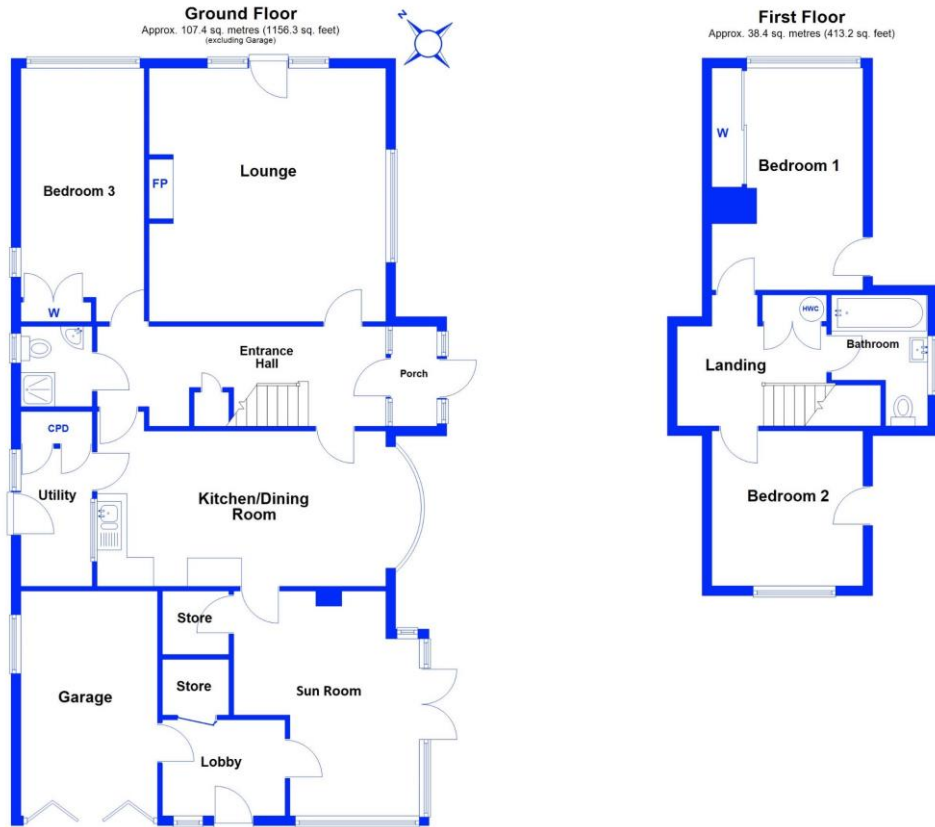 Ground Floor
Approx. 107.4 sq. metres (1156.3 sq. feet)
(excluding Garage)
N
Bedroom 3
FP
Lounge
W
Entrance
Hall
Porch
CPD
Utility
Kitchen/Dining
Room
Store
Store
Garage
Sun Room
Lobby
First Floor
Approx. 38.4 sq. metres (413.2 sq. feet)
W
Bedroom 1
HWC
Bathroom
Landing
Bedroom 2